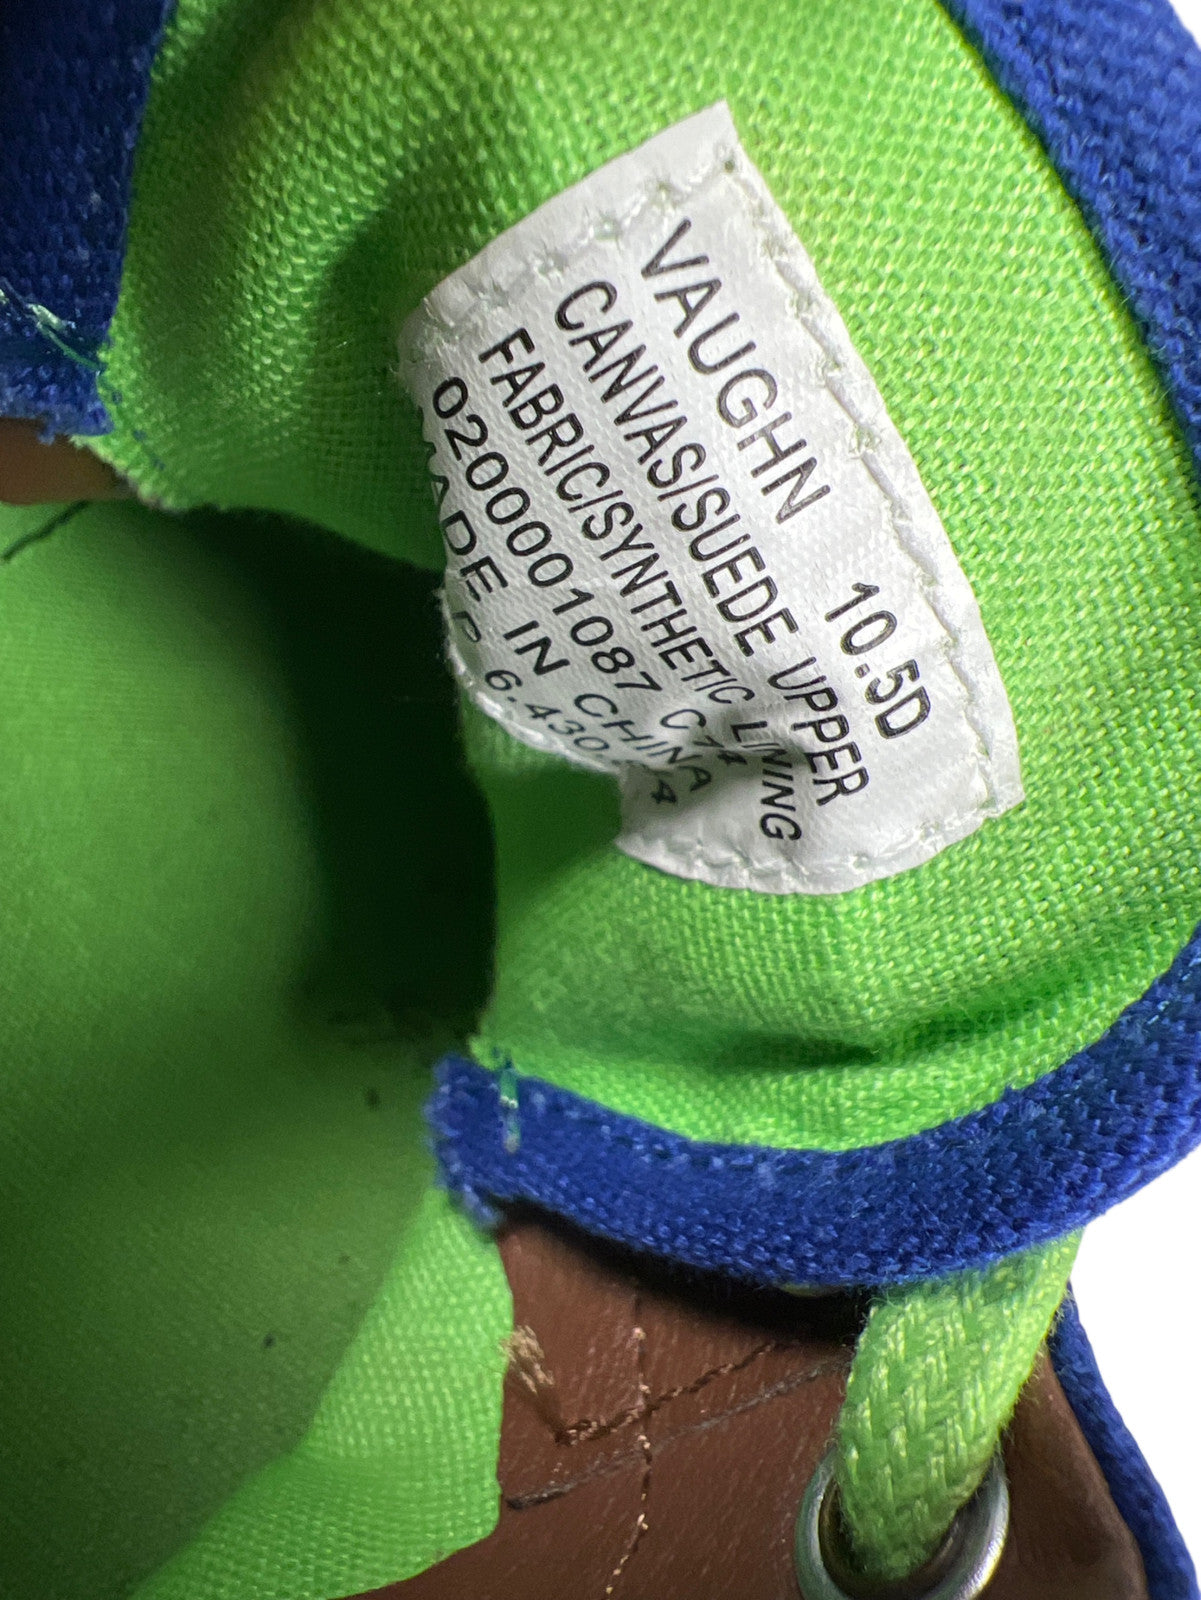 VAUGHN 10.5D
CANVAS/SUEDE UPPER
FABRIC/SYNTHETIC LINING
0200001087
MADE IN CHINA